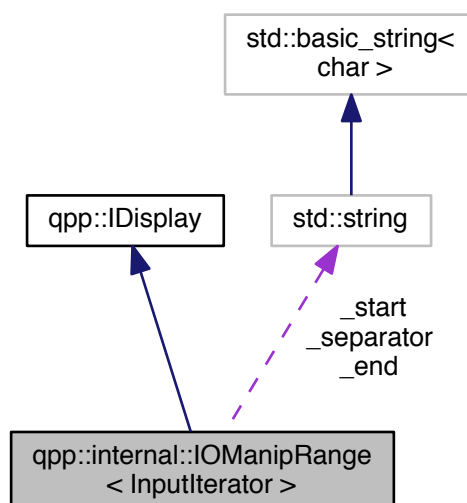 std::basic_string<
char >
qpp::IDisplay
std::string
_start
_separator
_end
qpp::internal::IOManipRange
< InputIterator >